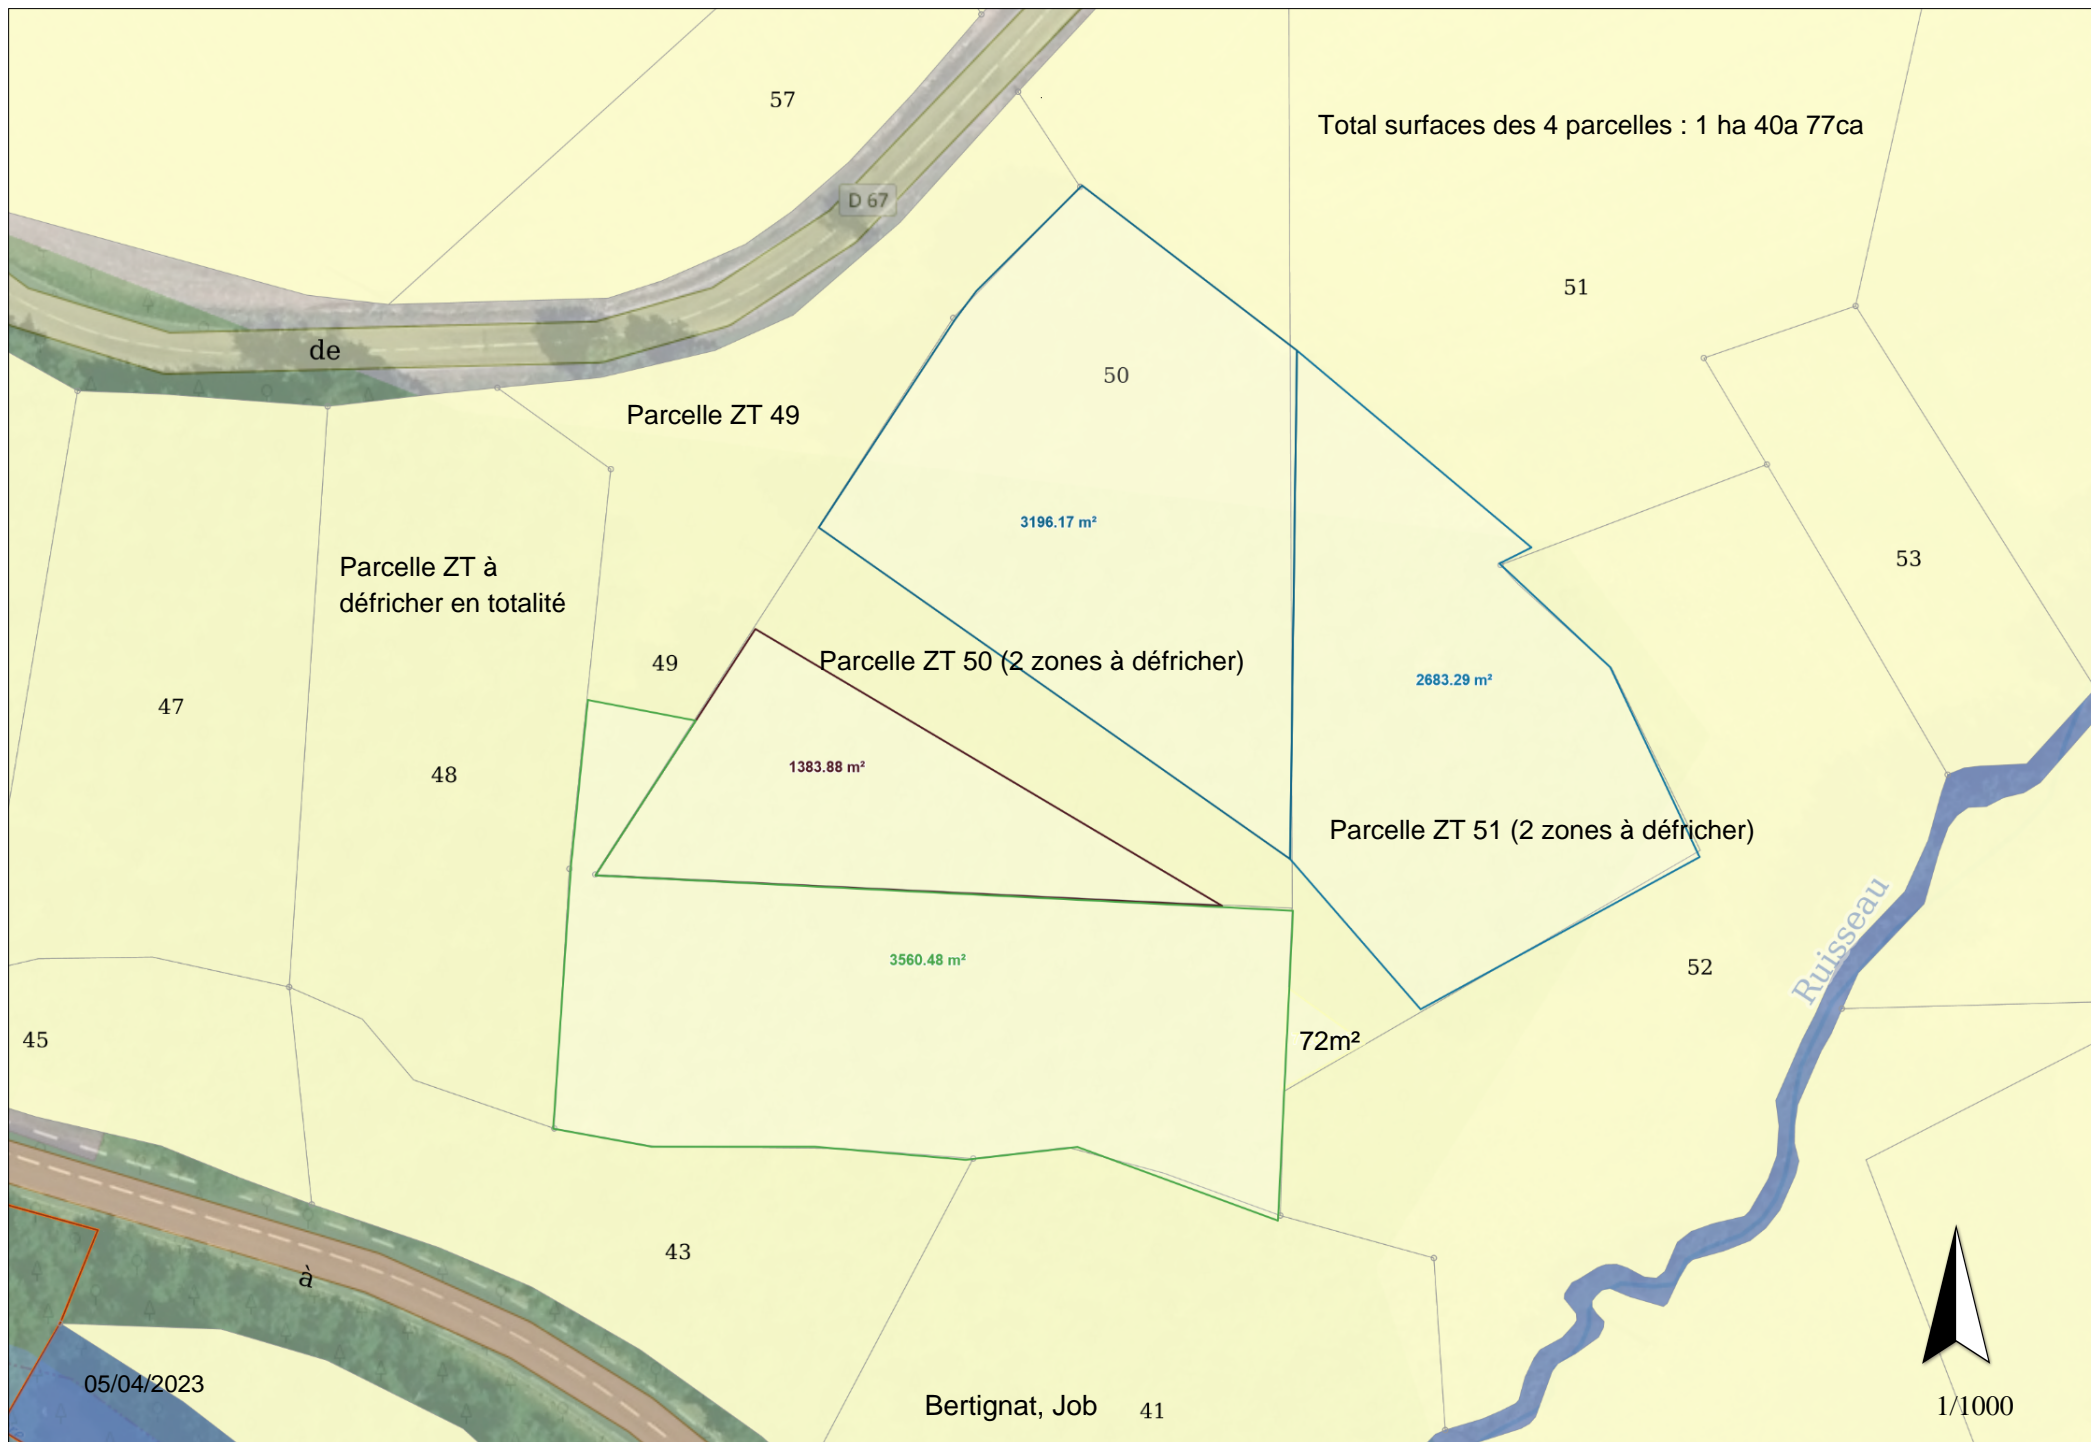 57
Total surfaces des 4 parcelles : 1 ha 40a 77ca
D 67
51
de
50
Parcelle ZT 49
3196.17 m²
Parcelle ZT à
défricher en totalité
53
49
Parcelle ZT 50 (2 zones à défricher)
2683.29 m²
47
48
1383.88 m²
Parcelle ZT 51 (2 zones à défricher)
Ruisseau
3560.48 m²
52
45
72m²
43
à
05/04/2023
Bertignat, Job
41
1/1000